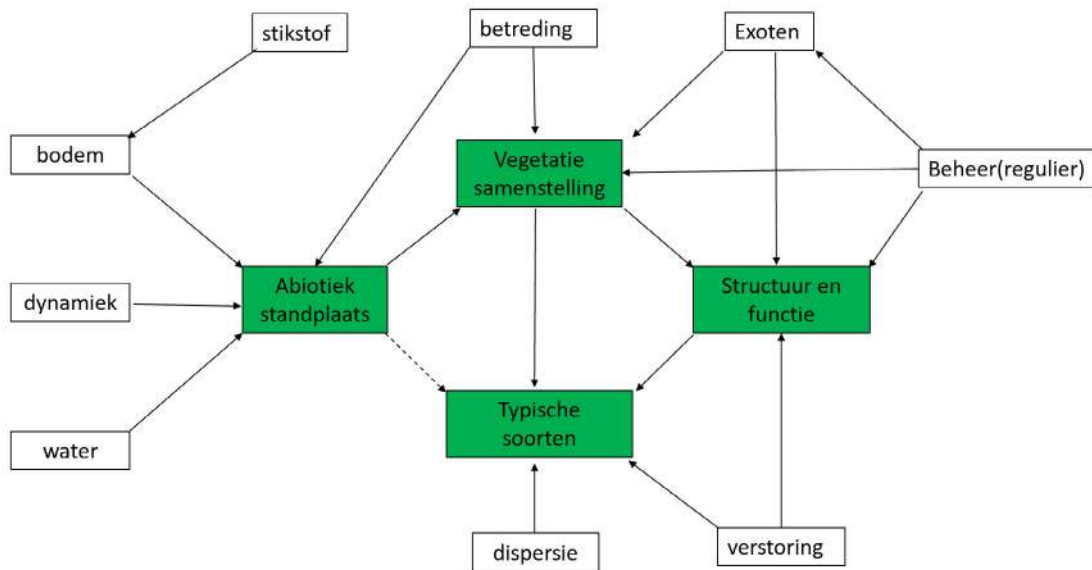 stikstof
betreding
Exoten
bodem
Vegetatie
samenstelling
Beheer(regulier)
dynamiek
Abiotiek
standplaats
Structuur en
functie
Typische
soorten
water
dispersie
verstoring